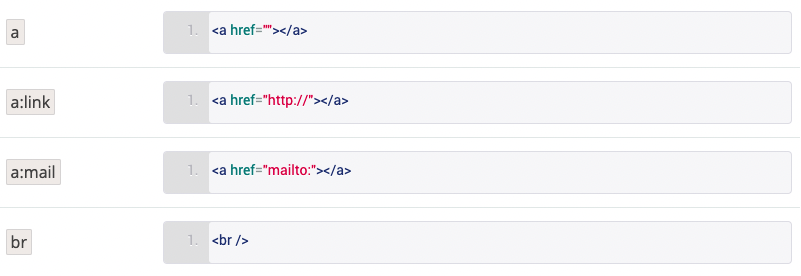 a
1. <a href=""></a>
a:link
1. <a href="http://"></a>
a:mail
1. <a href="mailto:"></a>
br
1. <br />